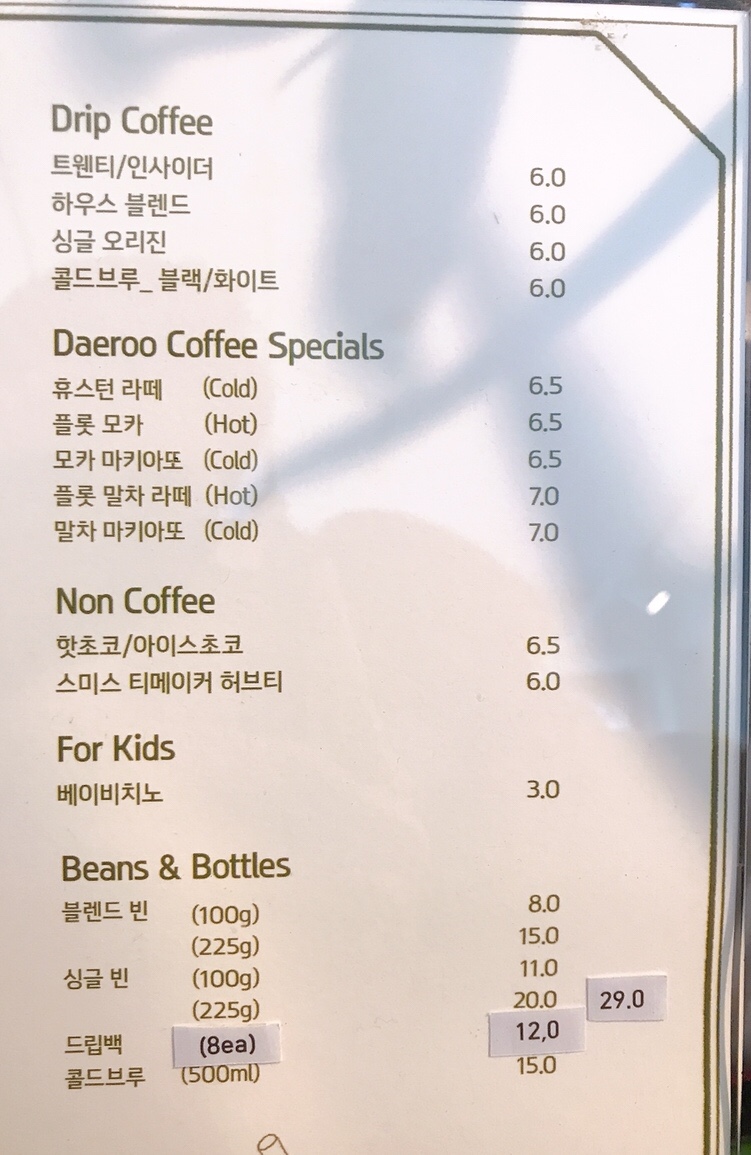 Drip Coffee
트웬티/인사이더 6.0
하우스 블렌드 6.0
싱글 오리진 6.0
콜드브루_ 블랙/화이트 6.0
Daeroo Coffee Specials
휴스턴 라떼 (Cold) 6.5
플롯 모카 (Hot) 6.5
모카 마키아또 (Cold) 6.5
플롯 말차 라떼 (Hot) 7.0
말차 마키아또 (Cold) 7.0
Non Coffee
핫초코/아이스초코 6.5
스미스 티메이커 허브티 6.0
For Kids
베이비치노 3.0
Beans & Bottles
블렌드 빈 (100g) 8.0
(225g) 15.0
싱글 빈 (100g) 11.0
(225g) 20.0 29.0
드립백 (8ea) 12,0
콜드브루 (500ml) 15.0